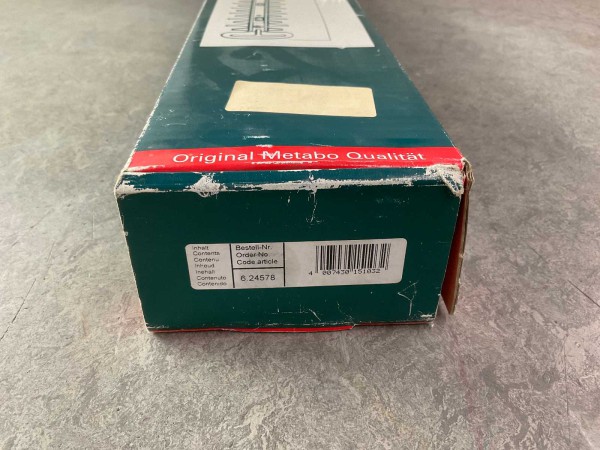 Original Metabo Qualität
Inhalt
Contents
Contenu
Inhoud
Inehåll
Contenuto
Contenido
Bestell-Nr.
Order-No.
Code article
6.24578
4 007430 151032